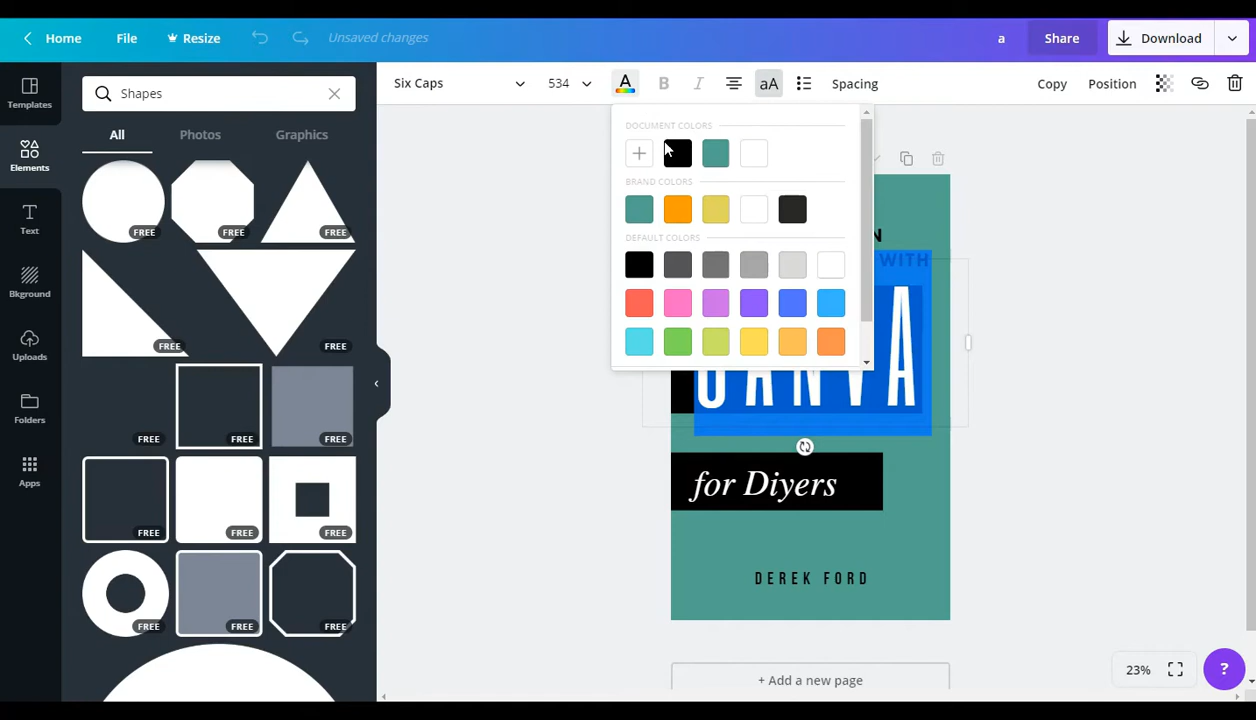 Home File Resize Unsaved changes a Share Download
Six Caps 534 A B I aA Spacing Copy Position
Templates
Elements
Text
Bkground
Uploads
Folders
Apps
Shapes
All Photos Graphics
FREE FREE FREE
FREE FREE
FREE FREE FREE
FREE FREE FREE
FREE FREE FREE
DOCUMENT COLORS
BRAND COLORS
DEFAULT COLORS
N
WITH
CANVA
for Diyers
DEREK FORD
+ Add a new page
23% ?